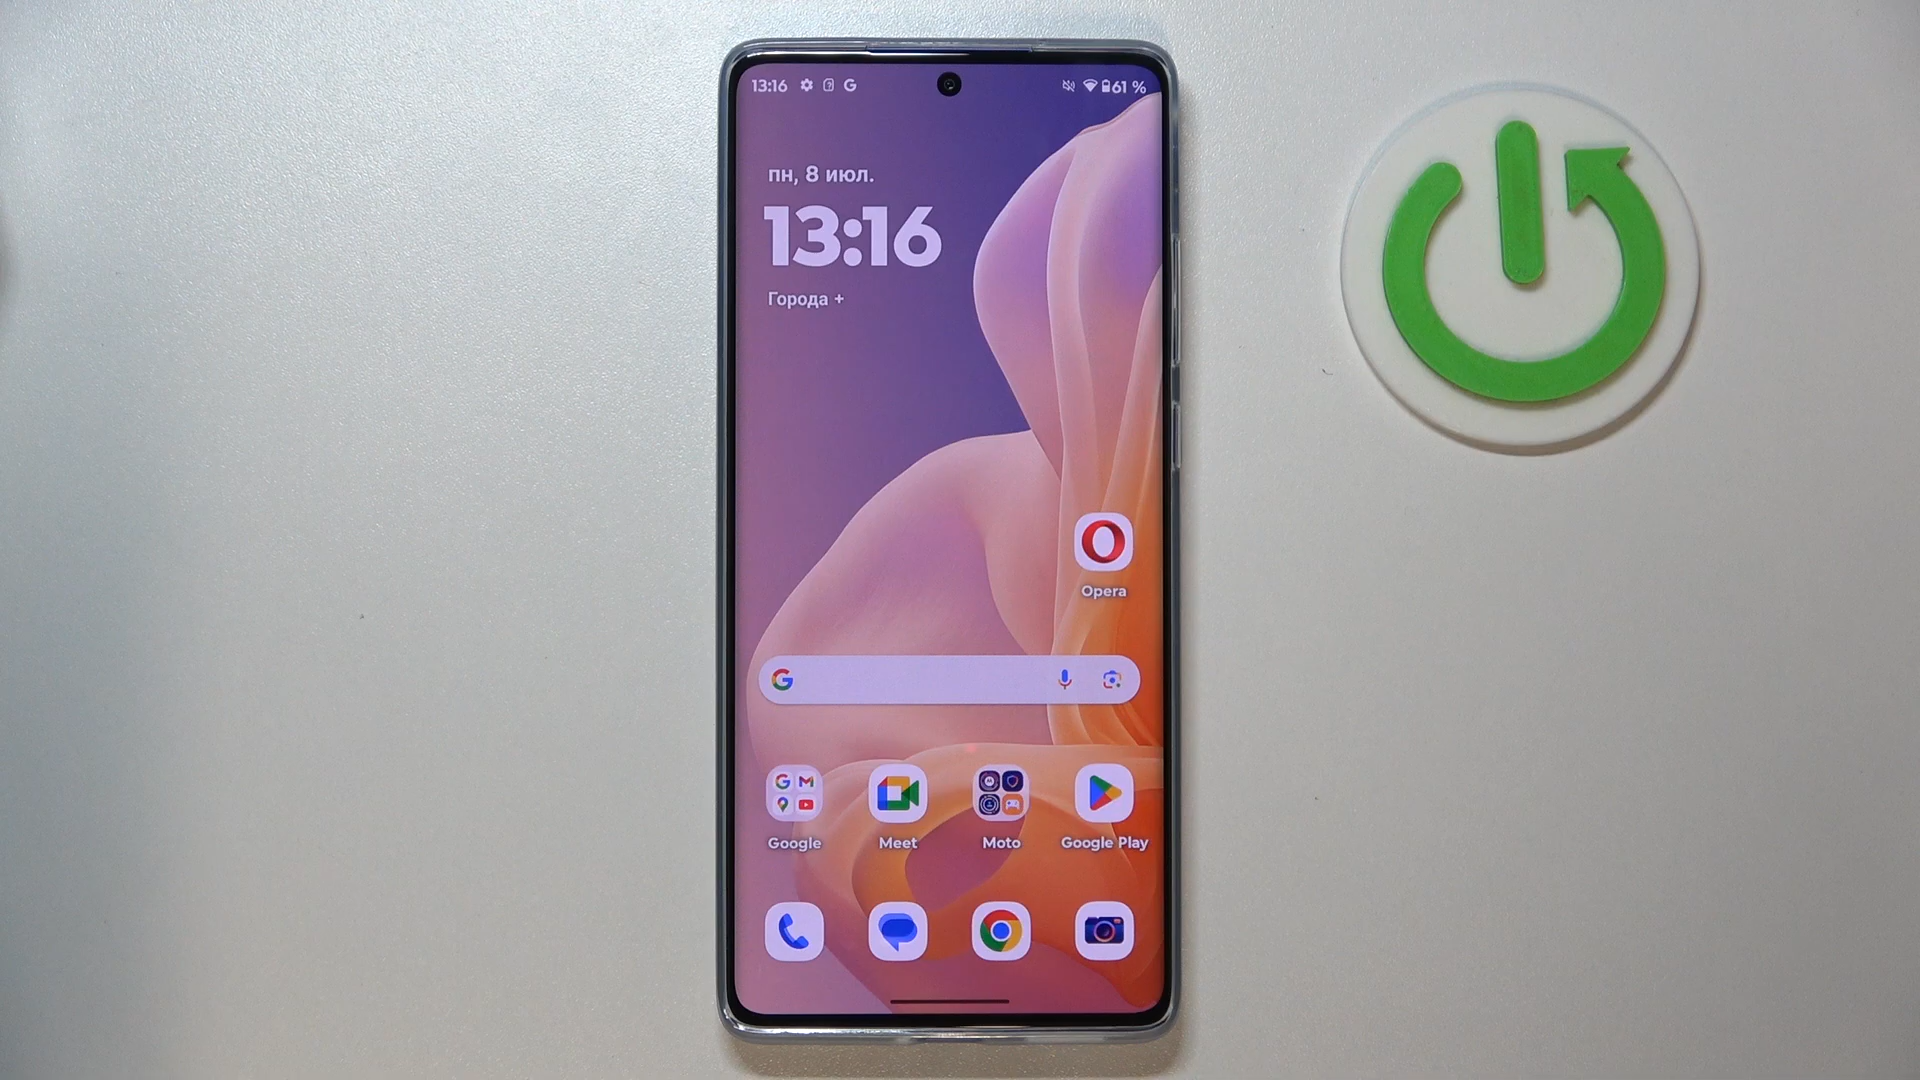 13:16 G 61 %
пн, 8 июл.
13:16
Города +
Opera
G
Google Meet Moto Google Play